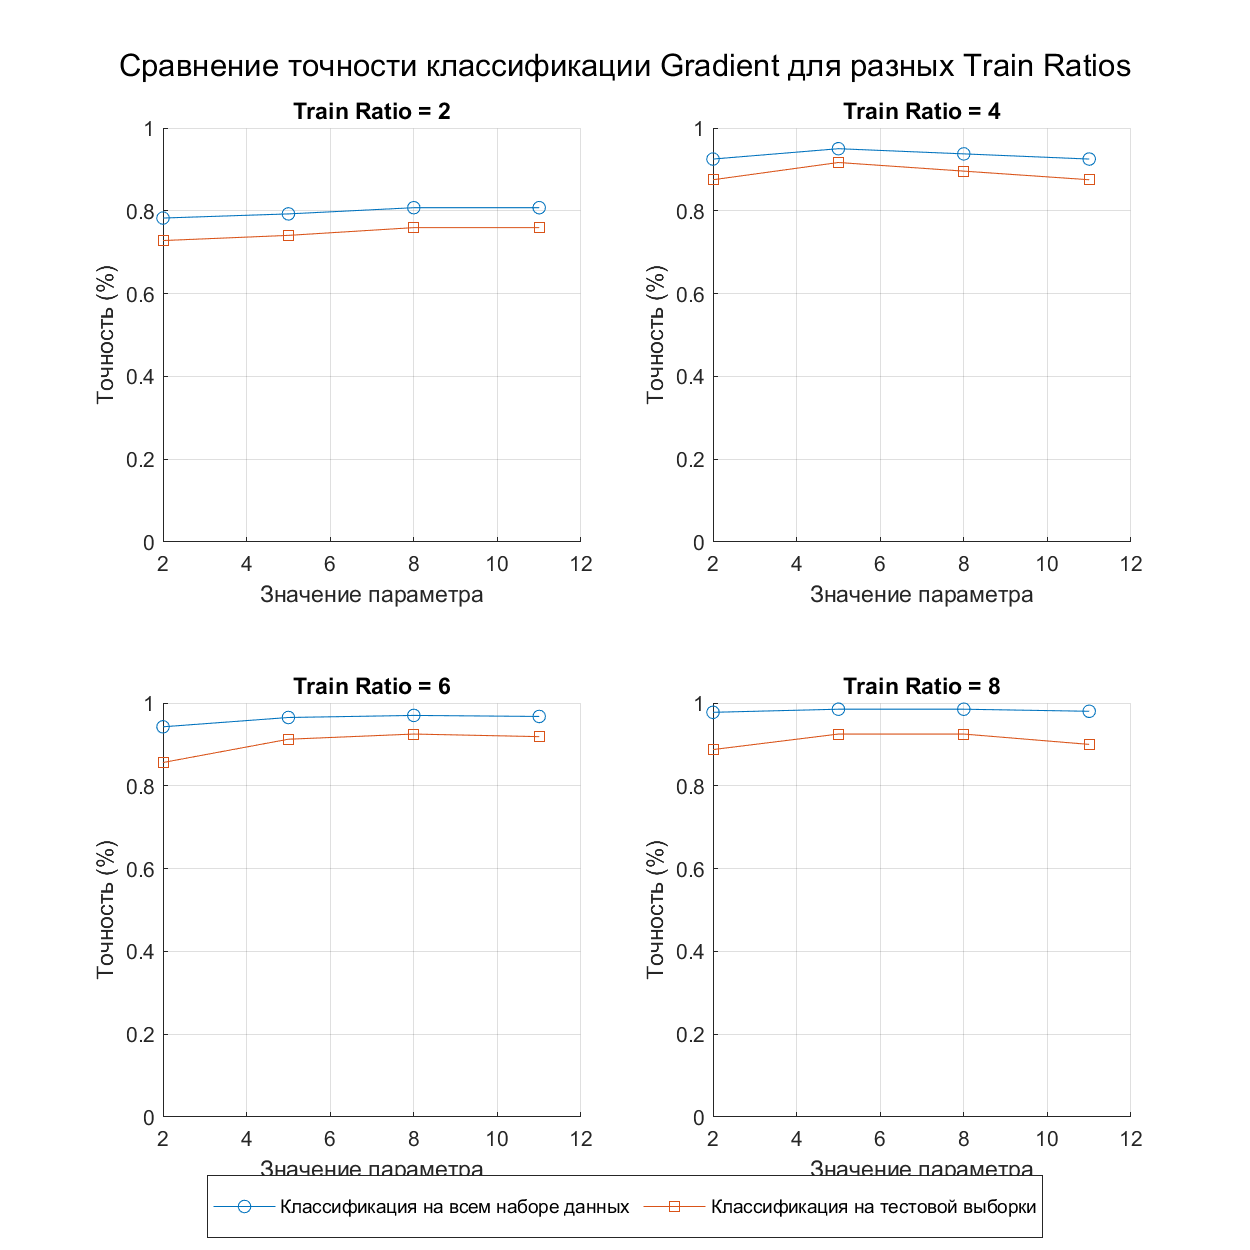 Сравнение точности классификации Gradient для разных Train Ratios
Train Ratio = 2
1
0.8
0.6
0.4
0.2
0
Точность (%)
2 4 6 8 10 12
Значение параметра
Train Ratio = 4
1
0.8
0.6
0.4
0.2
0
Точность (%)
2 4 6 8 10 12
Значение параметра
Train Ratio = 6
1
0.8
0.6
0.4
0.2
0
Точность (%)
2 4 6 8 10 12
Значение параметра
Train Ratio = 8
1
0.8
0.6
0.4
0.2
0
Точность (%)
2 4 6 8 10 12
Значение параметра
Классификация на всем наборе данных Классификация на тестовой выборки